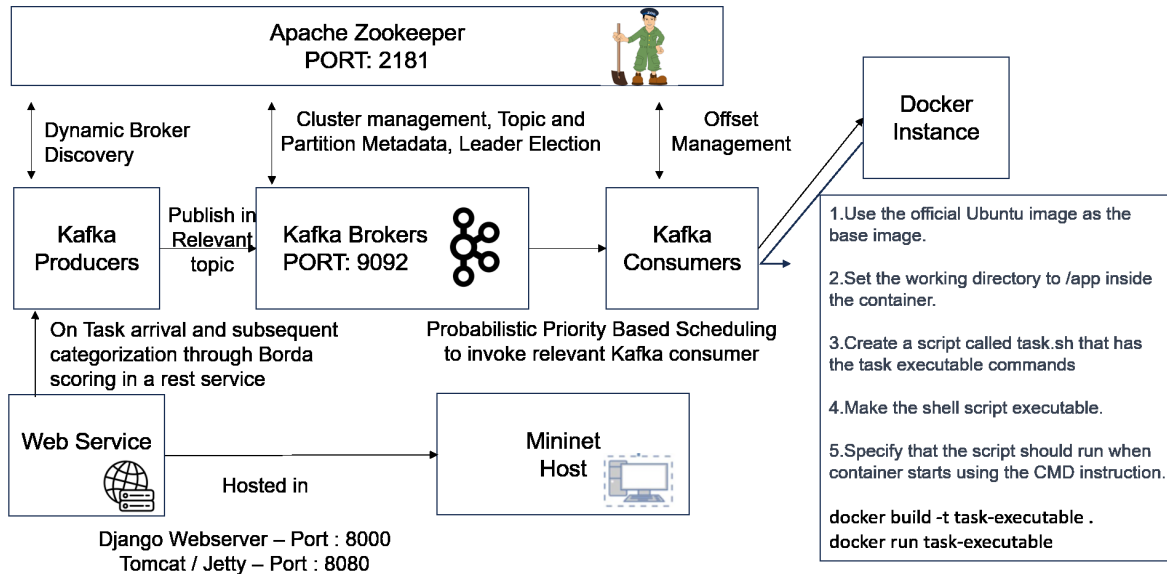 Apache Zookeeper
PORT: 2181
Dynamic Broker
Discovery
Cluster management, Topic and
Partition Metadata, Leader Election
Offset
Management
Docker
Instance
Kafka
Producers
Publish in
Relevant
topic
Kafka Brokers
PORT: 9092
Kafka
Consumers
On Task arrival and subsequent
categorization through Borda
scoring in a rest service
Probabilistic Priority Based Scheduling
to invoke relevant Kafka consumer
Web Service
Hosted in
Mininet
Host
Django Webserver – Port : 8000
Tomcat / Jetty – Port : 8080
1.Use the official Ubuntu image as the
base image.
2.Set the working directory to /app inside
the container.
3.Create a script called task.sh that has
the task executable commands
4.Make the shell script executable.
5.Specify that the script should run when
container starts using the CMD instruction.
docker build -t task-executable .
docker run task-executable